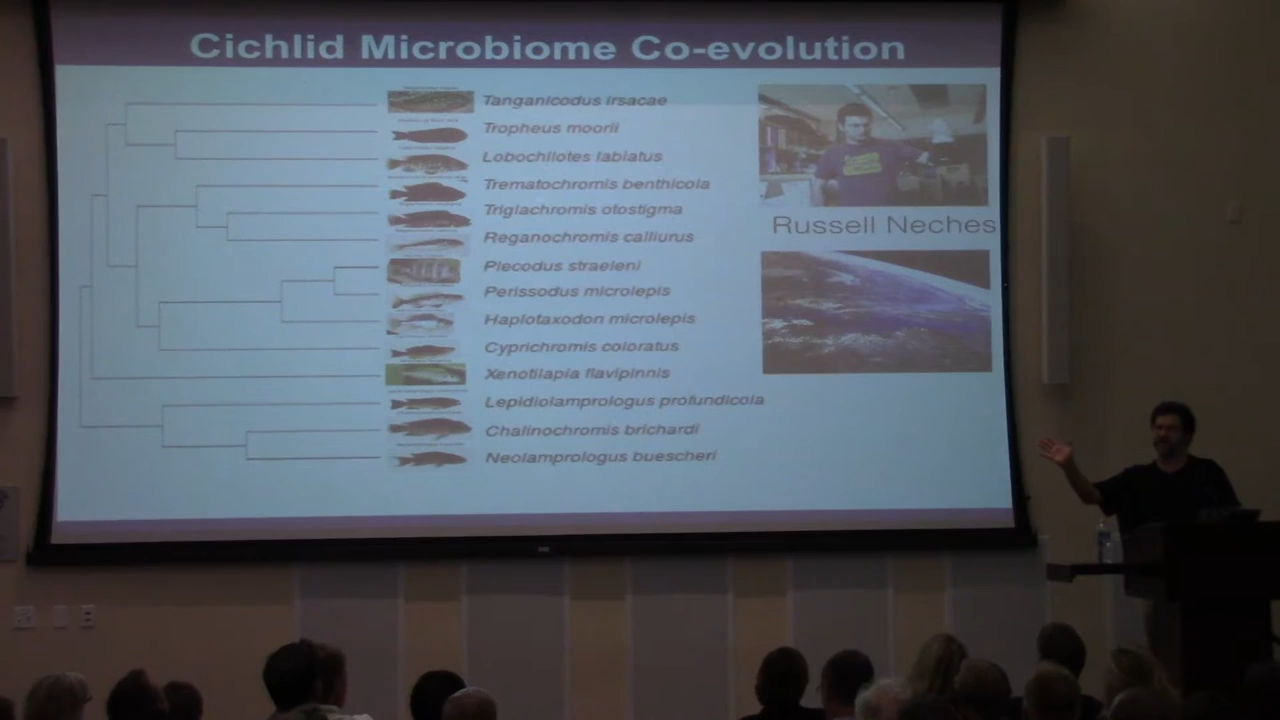 Cichlid Microbiome Co-evolution
Tanganicodus irsacae
Tropheus moorii
Lobochilotes labiatus
Trematochromis benthicola
Triglachromis otostigma
Reganochromis calliurus
Plecodus straeleni
Perissodus microlepis
Haplotaxodon microlepis
Cyprichromis coloratus
Xenotilapia flavipinnis
Lepidiolamprologus profundicola
Chalinochromis brichardi
Neolamprologus buescheri
Russell Neches